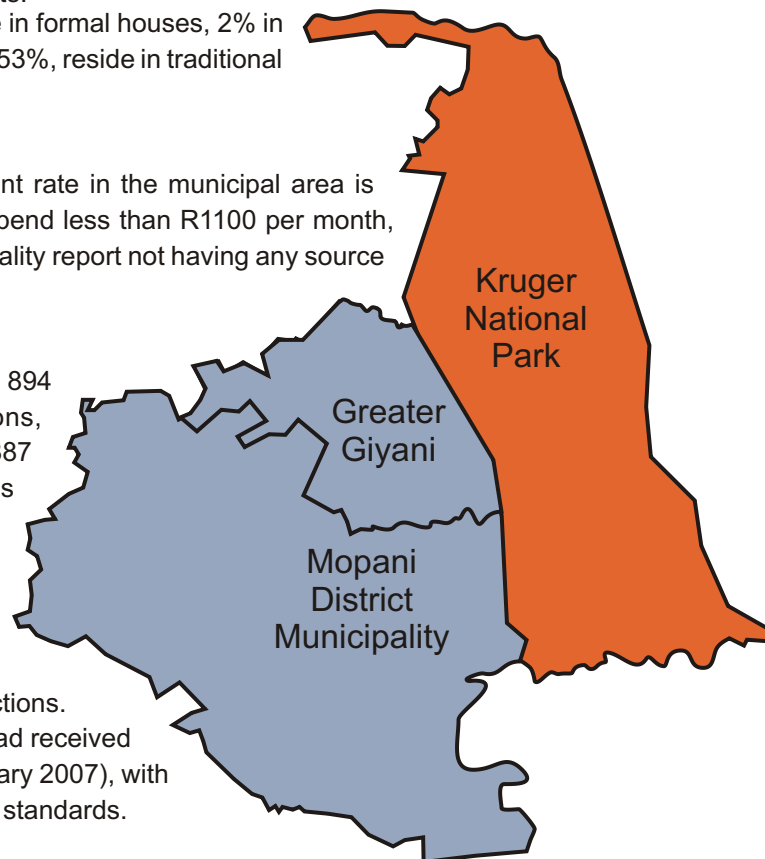 e in formal houses, 2% in
53%, reside in traditional
nt rate in the municipal area is
pend less than R1100 per month,
ality report not having any source
894
ons,
887
s
ctions.
ad received
ary 2007), with
standards.
Kruger
National
Park
Greater
Giyani
Mopani
District
Municipality